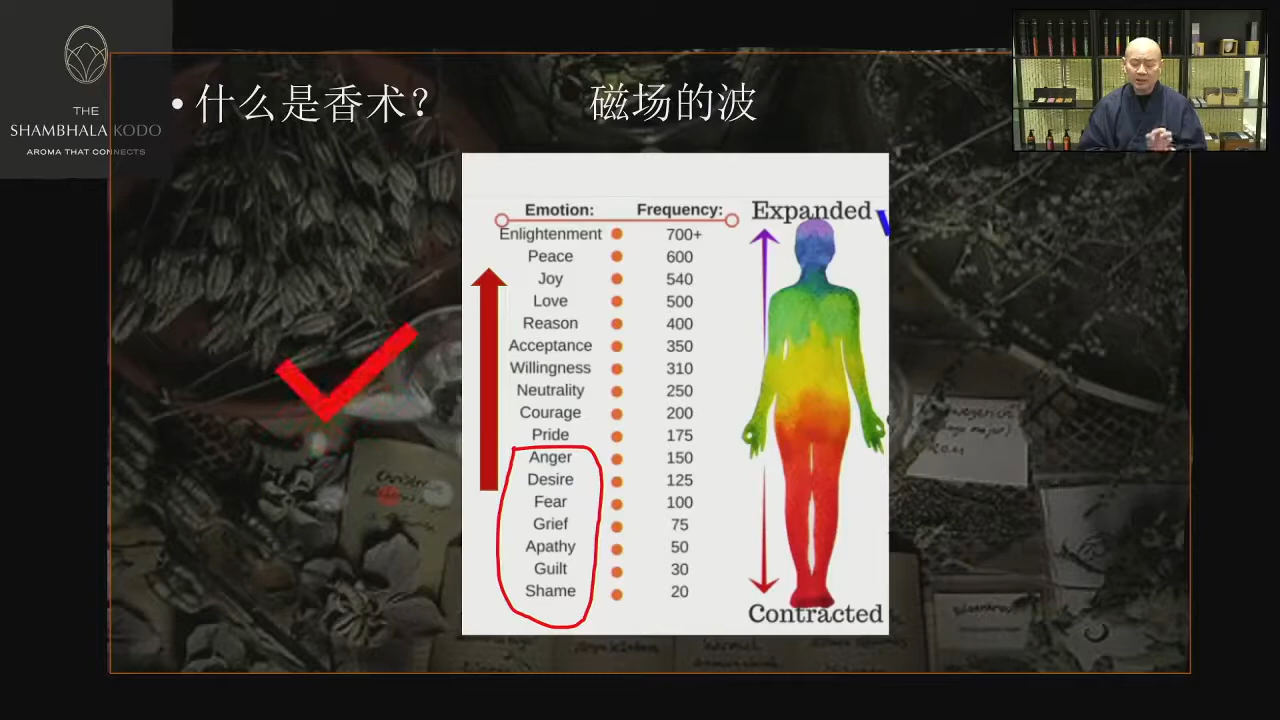 THE
SHAMBHALA KODO
AROMA THAT CONNECTS
• 什么是香术？
磁场的波
Emotion: Frequency:
Enlightenment 700+
Peace 600
Joy 540
Love 500
Reason 400
Acceptance 350
Willingness 310
Neutrality 250
Courage 200
Pride 175
Anger 150
Desire 125
Fear 100
Grief 75
Apathy 50
Guilt 30
Shame 20
Expanded
Contracted